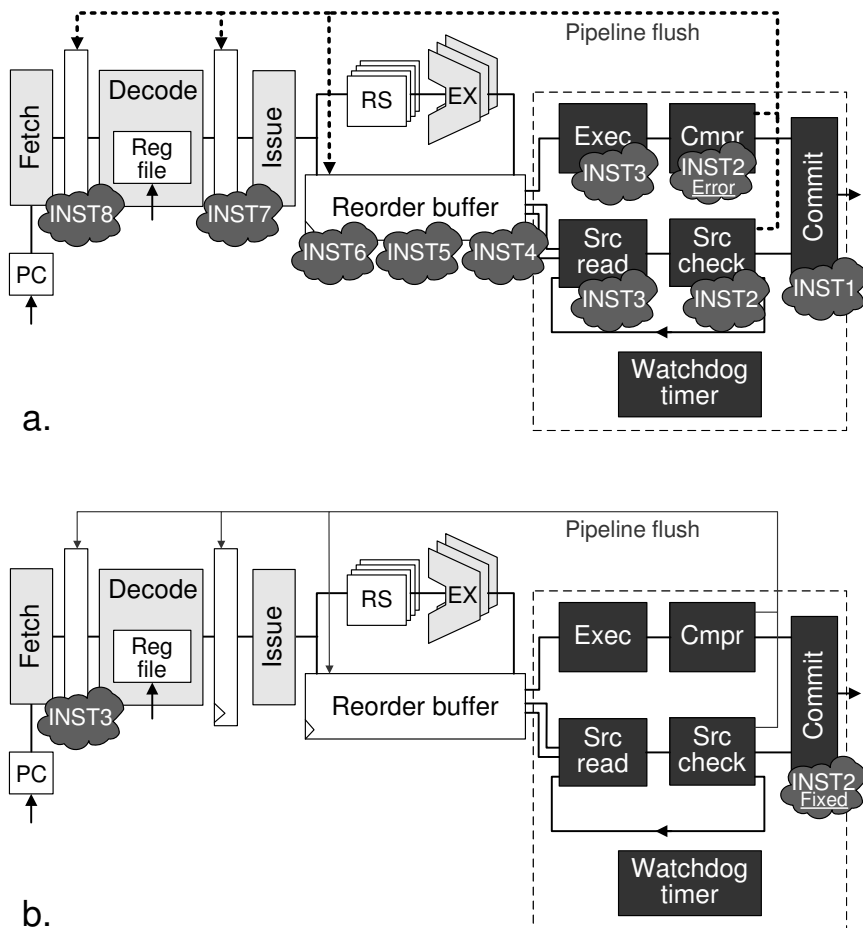 Pipeline flush
Fetch
Decode
Reg
file
Issue
RS
EX
Exec
Cmpr
INST3
INST2
Error
Commit
INST8
INST7
Reorder buffer
INST6
INST5
INST4
Src
read
Src
check
INST3
INST2
INST1
PC
Watchdog
timer
a.
Pipeline flush
Fetch
Decode
Reg
file
Issue
RS
EX
Exec
Cmpr
Commit
INST3
Reorder buffer
Src
read
Src
check
INST2
Fixed
PC
Watchdog
timer
b.